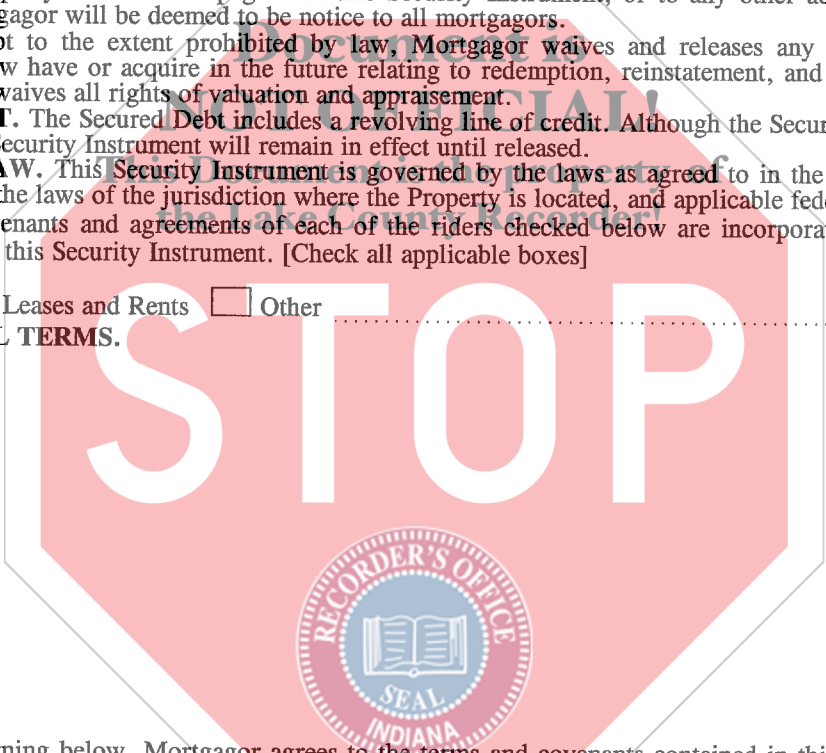 gagor will be deemed to be notice to all mortgagors.
Document is
t to the extent prohibited by law, Mortgagor waives and releases any
w have or acquire in the future relating to redemption, reinstatement, and
waives all rights of valuation and appraisement.
NOT OFFICIAL!
T. The Secured Debt includes a revolving line of credit. Although the Secur
ecurity Instrument will remain in effect until released.
AW. This Security Instrument is governed by the laws as agreed to in the
This Document is the property of
the laws of the jurisdiction where the Property is located, and applicable fed
the Lake County Recorder!
enants and agreements of each of the riders checked below are incorpora
this Security Instrument. [Check all applicable boxes]
Leases and Rents Other
TERMS.
STOP
RECORDER'S OFFICE
SEAL
INDIANA
ning below, Mortgagor agrees to the terms and covenants contained in